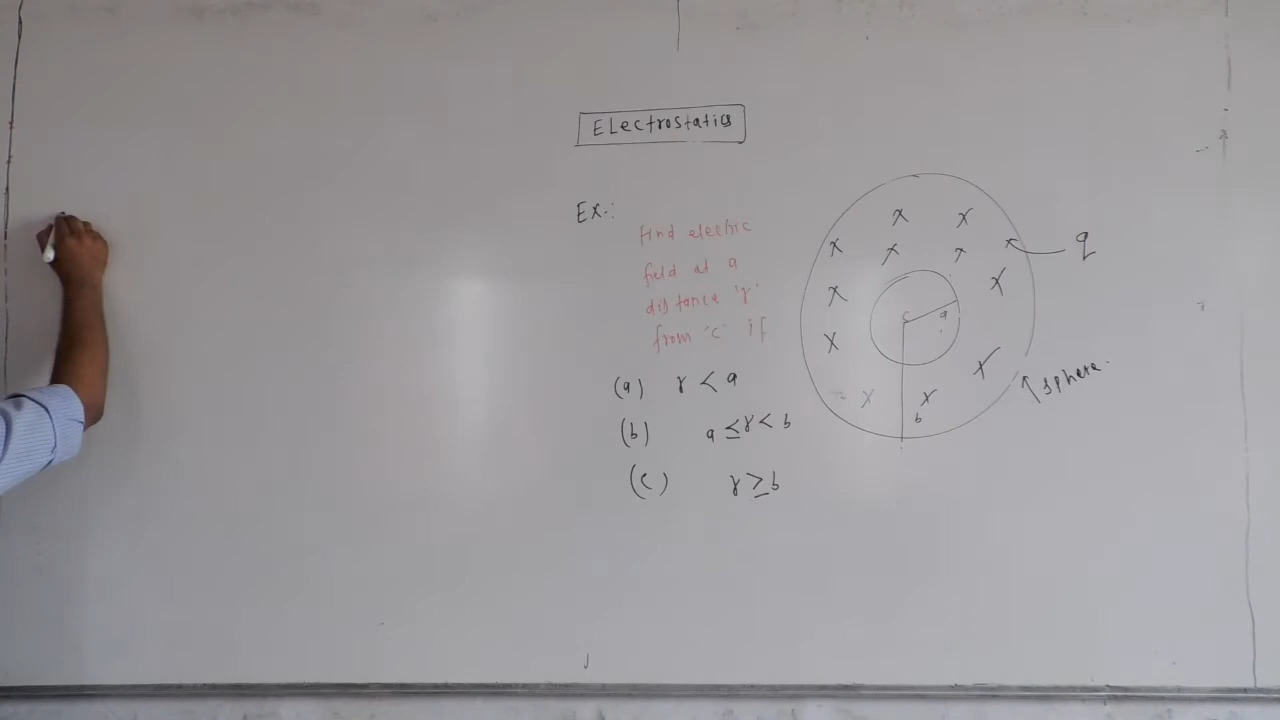 ELectrostatics
Ex.:
find electric
field at a
distance 'r'
from 'c' if
(a) r < a
(b) a ≤ r < b
(c) r ≥ b
x x
x x x x
x x
x x
x x
q
c a
b
sphere.